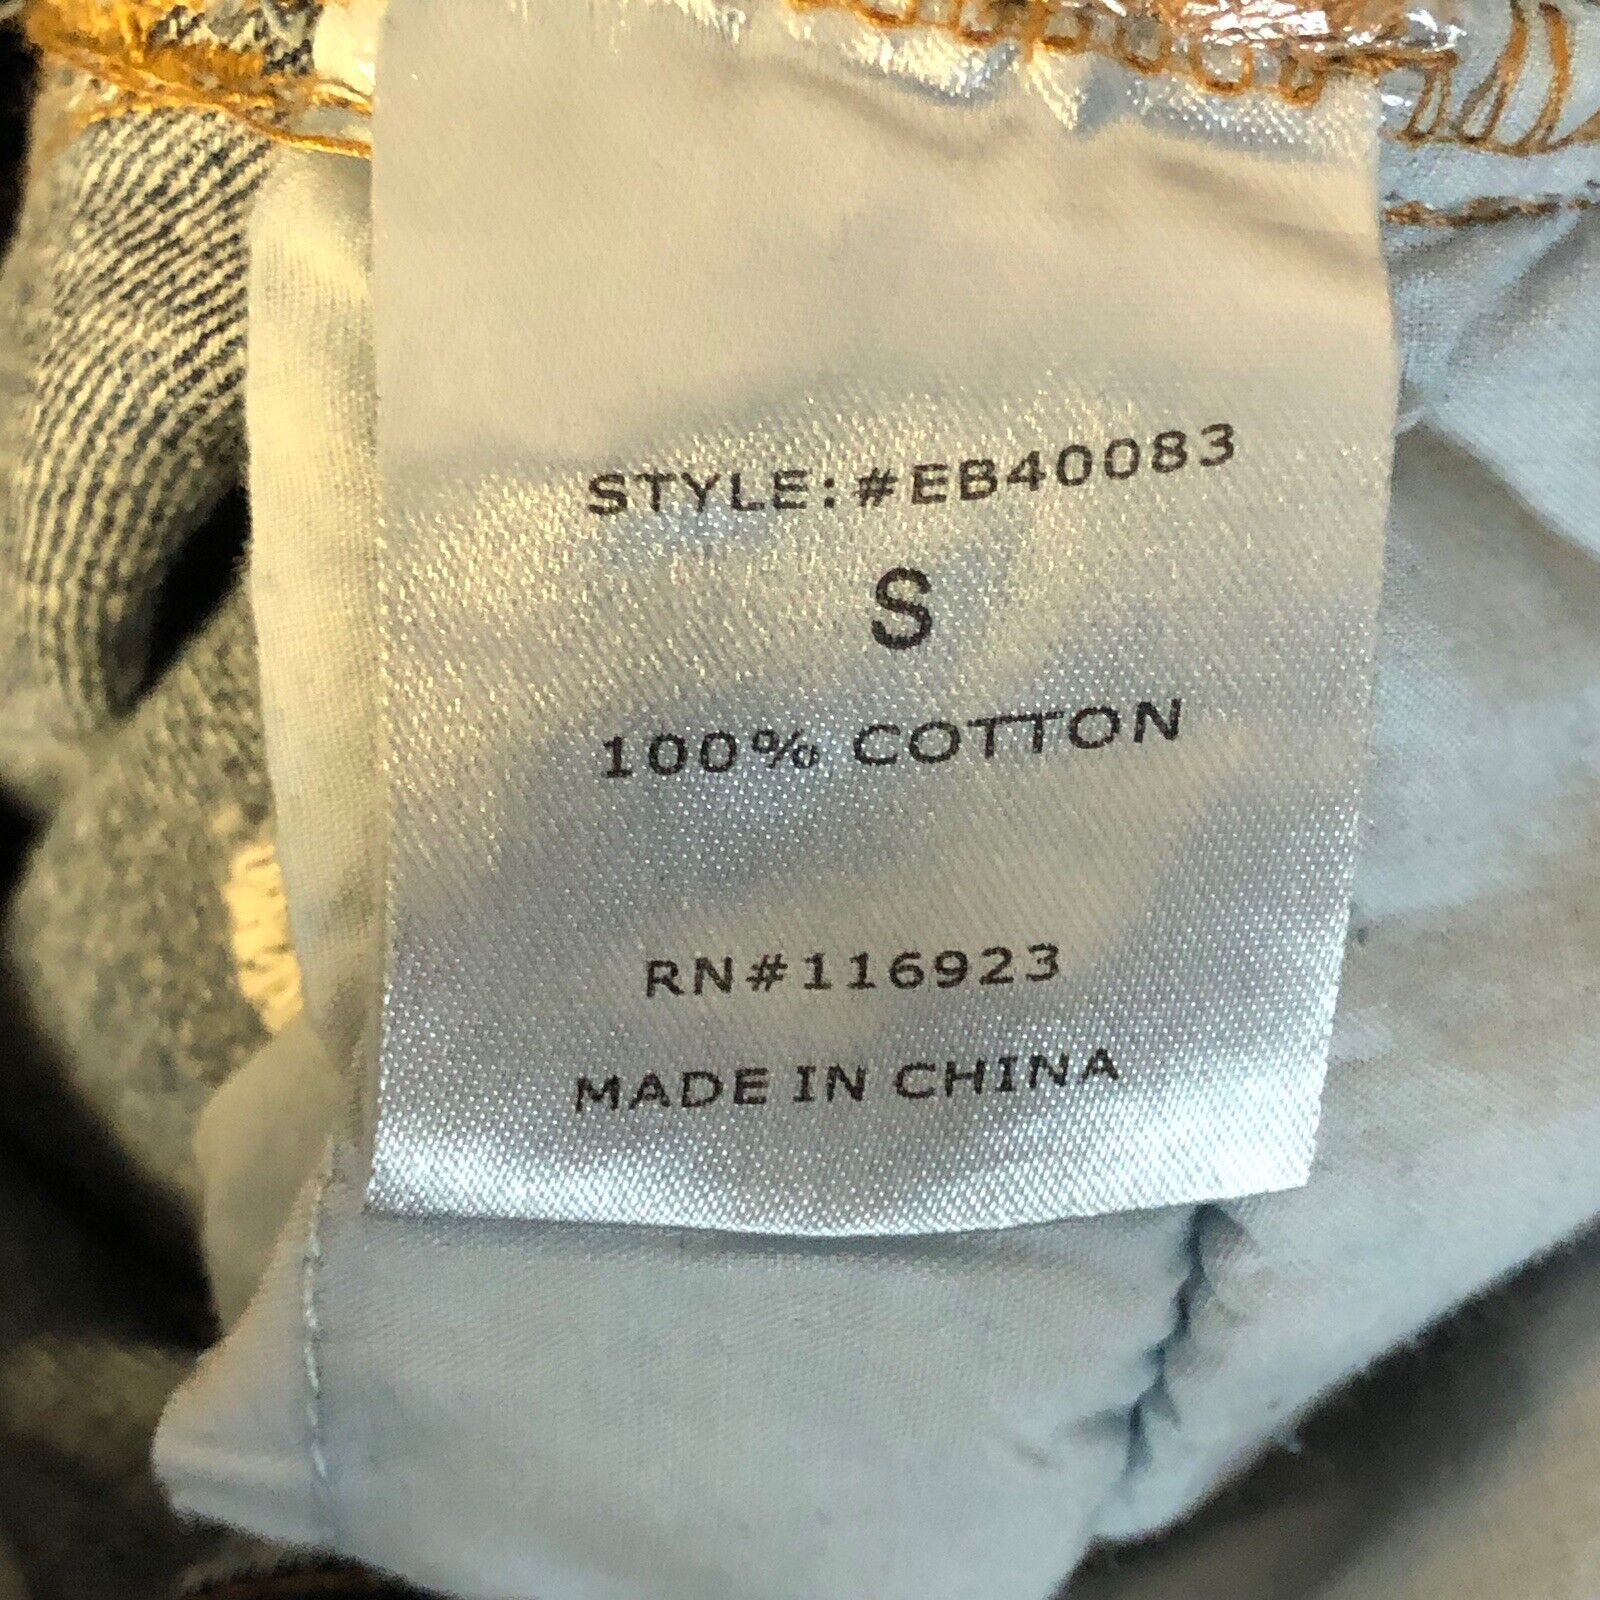 STYLE:#EB40083
S
100% COTTON
RN#116923
MADE IN CHINA